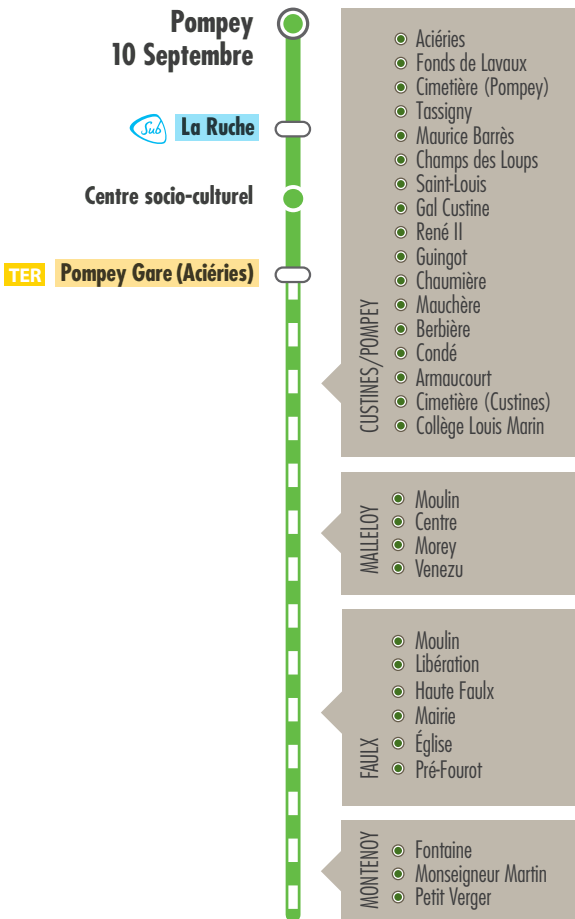 Pompey
10 Septembre
Sub La Ruche
Centre socio-culturel
TER Pompey Gare (Aciéries)
CUSTINES/POMPEY
Aciéries
Fonds de Lavaux
Cimetière (Pompey)
Tassigny
Maurice Barrès
Champs des Loups
Saint-Louis
Gal Custine
René II
Guingot
Chaumière
Mauchère
Berbière
Condé
Armaucourt
Cimetière (Custines)
Collège Louis Marin
MALLELOY
Moulin
Centre
Morey
Venezu
FAULX
Moulin
Libération
Haute Faulx
Mairie
Église
Pré-Fourot
MONTENOY
Fontaine
Monseigneur Martin
Petit Verger